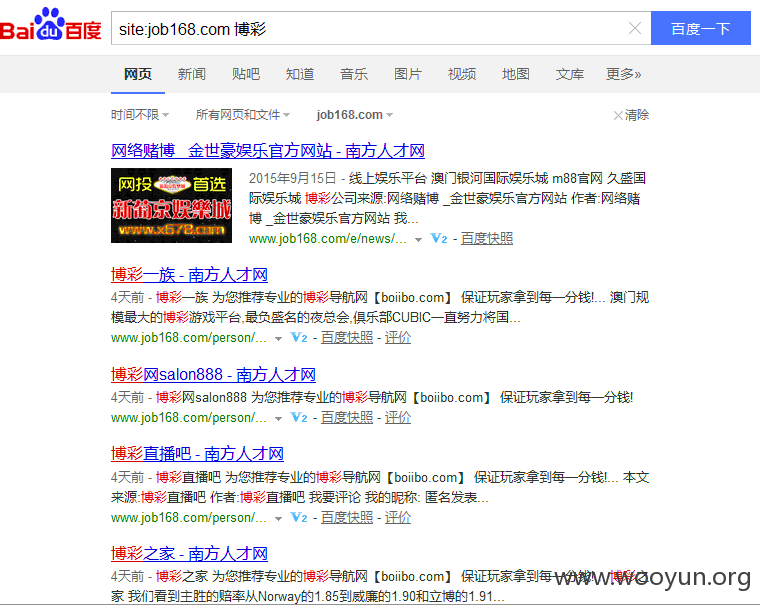 Bai du 百度
site:job168.com 博彩
百度一下
网页 新闻 贴吧 知道 音乐 图片 视频 地图 文库 更多»
时间不限 所有网页和文件 job168.com 清除
网络赌博 _金世豪娱乐官方网站 - 南方人才网
网投 首选
新葡京娱樂城
www.x678.com
2015年9月15日 - 线上娱乐平台 澳门银河国际娱乐城 m88官网 久盛国
际娱乐城 博彩公司来源:网络赌博 _金世豪娱乐官方网站 作者:网络赌
博 _金世豪娱乐官方网站 我...
www.job168.com/e/news/... V2 - 百度快照
博彩一族 - 南方人才网
4天前 - 博彩一族 为您推荐专业的博彩导航网【boiibo.com】 保证玩家拿到每一分钱!... 澳门规
模最大的博彩游戏平台,最负盛名的夜总会,俱乐部CUBIC一直努力将国...
www.job168.com/person/... V2 - 百度快照 - 评价
博彩网salon888 - 南方人才网
4天前 - 博彩网salon888 为您推荐专业的博彩导航网【boiibo.com】 保证玩家拿到每一分钱!
www.job168.com/person/... V2 - 百度快照 - 评价
博彩直播吧 - 南方人才网
4天前 - 博彩直播吧 为您推荐专业的博彩导航网【boiibo.com】 保证玩家拿到每一分钱!... 本文
来源:博彩直播吧 作者:博彩直播吧 我要评论 我的昵称: 匿名发表...
www.job168.com/person/... V2 - 百度快照 - 评价
博彩之家 - 南方人才网
4天前 - 博彩之家 为您推荐专业的博彩导航网【boiibo.com】 保证玩家拿到每一分钱!... 博彩之
家 我们看到主胜的赔率从Norway的1.85到威廉的1.90和立博的1.91...
www.wooyun.org